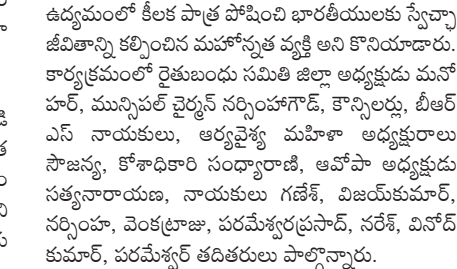 ఉద్యమంలో కీలక పాత్ర పోషించి భారతీయులకు స్వేచ్ఛా
జీవితాన్ని కల్పించిన మహోన్నత వ్యక్తి అని కొనియాడారు.
కార్యక్రమంలో రైతుబంధు సమితి జిల్లా అధ్యక్షుడు మనో
హర్, మున్సిపల్ చైర్మన్ నర్సింహాగౌడ్, కౌన్సిలర్లు, బీఆర్
ఎస్ నాయకులు, ఆర్యవైశ్య మహిళా అధ్యక్షురాలు
సౌజన్య, కోశాధికారి సంధ్యారాణి, ఆవోపా అధ్యక్షుడు
సత్యనారాయణ, నాయకులు గణేశ్, విజయ్‌కుమార్,
నర్సింహ, వెంకట్రాజు, పరమేశ్వరప్రసాద్, నరేశ్, వినోద్
కుమార్, పరమేశ్వర్ తదితరులు పాల్గొన్నారు.